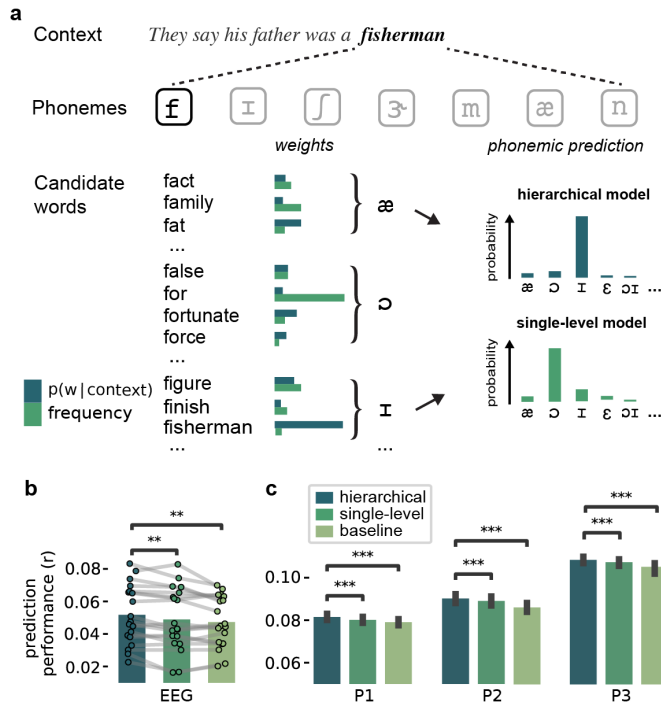 a
Context They say his father was a fisherman
Phonemes f ɪ ʃ ɝ m æ n
weights phonemic prediction
Candidate words
fact
family
fat
...
æ
false
for
fortunate
force
...
ɔ
figure
finish
fisherman
...
ɪ
...
p(w|context)
frequency
hierarchical model
probability
æ ɔ ɪ ɛ ɔɪ ...
single-level model
probability
æ ɔ ɪ ɛ ɔɪ ...
b
prediction performance (r)
0.08
0.06
0.04
0.02
**
**
EEG
c
hierarchical
single-level
baseline
0.10
0.08
0.06
***
***
***
***
***
***
P1 P2 P3